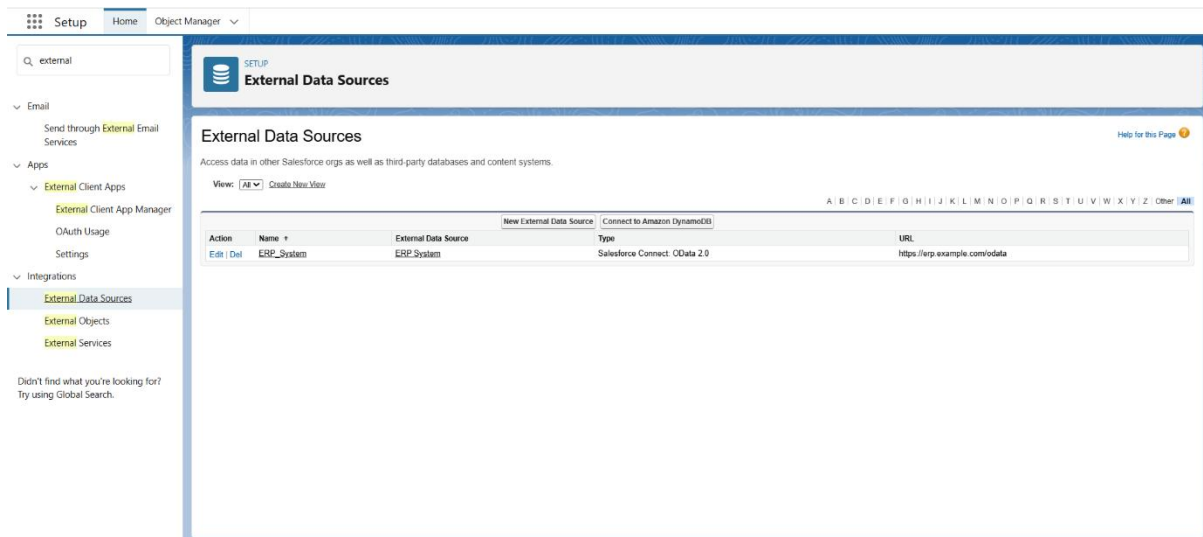 Setup
Home
Object Manager
external
Email
Send through External Email
Services
Apps
External Client Apps
External Client App Manager
OAuth Usage
Settings
Integrations
External Data Sources
External Objects
External Services
Didn't find what you're looking for?
Try using Global Search.
SETUP
External Data Sources
External Data Sources
Help for this Page ?
Access data in other Salesforce orgs as well as third-party databases and content systems.
View: All Create New View
A | B | C | D | E | F | G | H | I | J | K | L | M | N | O | P | Q | R | S | T | U | V | W | X | Y | Z | Other | All
New External Data Source Connect to Amazon DynamoDB
Action Name ↑ External Data Source Type URL
Edit | Del ERP_System ERP System Salesforce Connect: OData 2.0 https://erp.example.com/odata